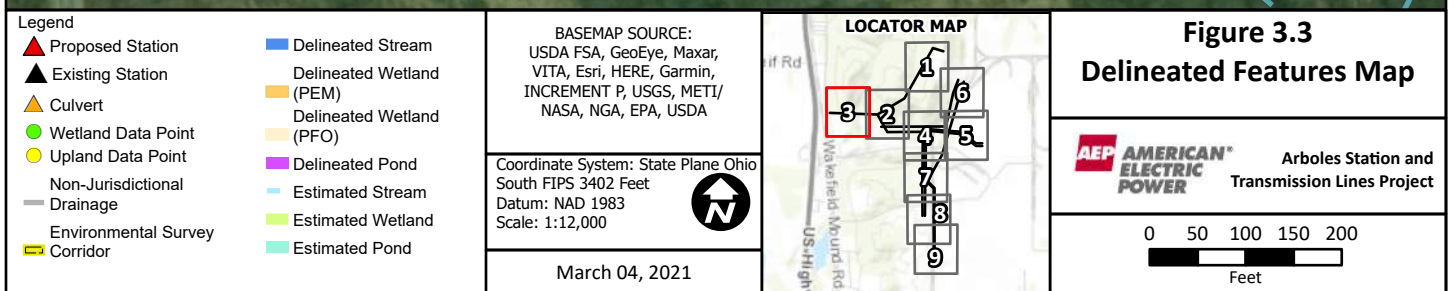 Legend
Proposed Station
Existing Station
Culvert
Wetland Data Point
Upland Data Point
Non-Jurisdictional
Drainage
Environmental Survey
Corridor
Delineated Stream
Delineated Wetland
(PEM)
Delineated Wetland
(PFO)
Delineated Pond
Estimated Stream
Estimated Wetland
Estimated Pond
BASEMAP SOURCE:
USDA FSA, GeoEye, Maxar,
VITA, Esri, HERE, Garmin,
INCREMENT P, USGS, METI/
NASA, NGA, EPA, USDA
Coordinate System: State Plane Ohio
South FIPS 3402 Feet
Datum: NAD 1983
Scale: 1:12,000
N
March 04, 2021
LOCATOR MAP
if Rd
1
6
3
2
4
5
7
8
9
Wakefield Mound Rd
US-High
Figure 3.3
Delineated Features Map
AEP AMERICAN®
ELECTRIC
POWER
Arboles Station and
Transmission Lines Project
0 50 100 150 200
Feet